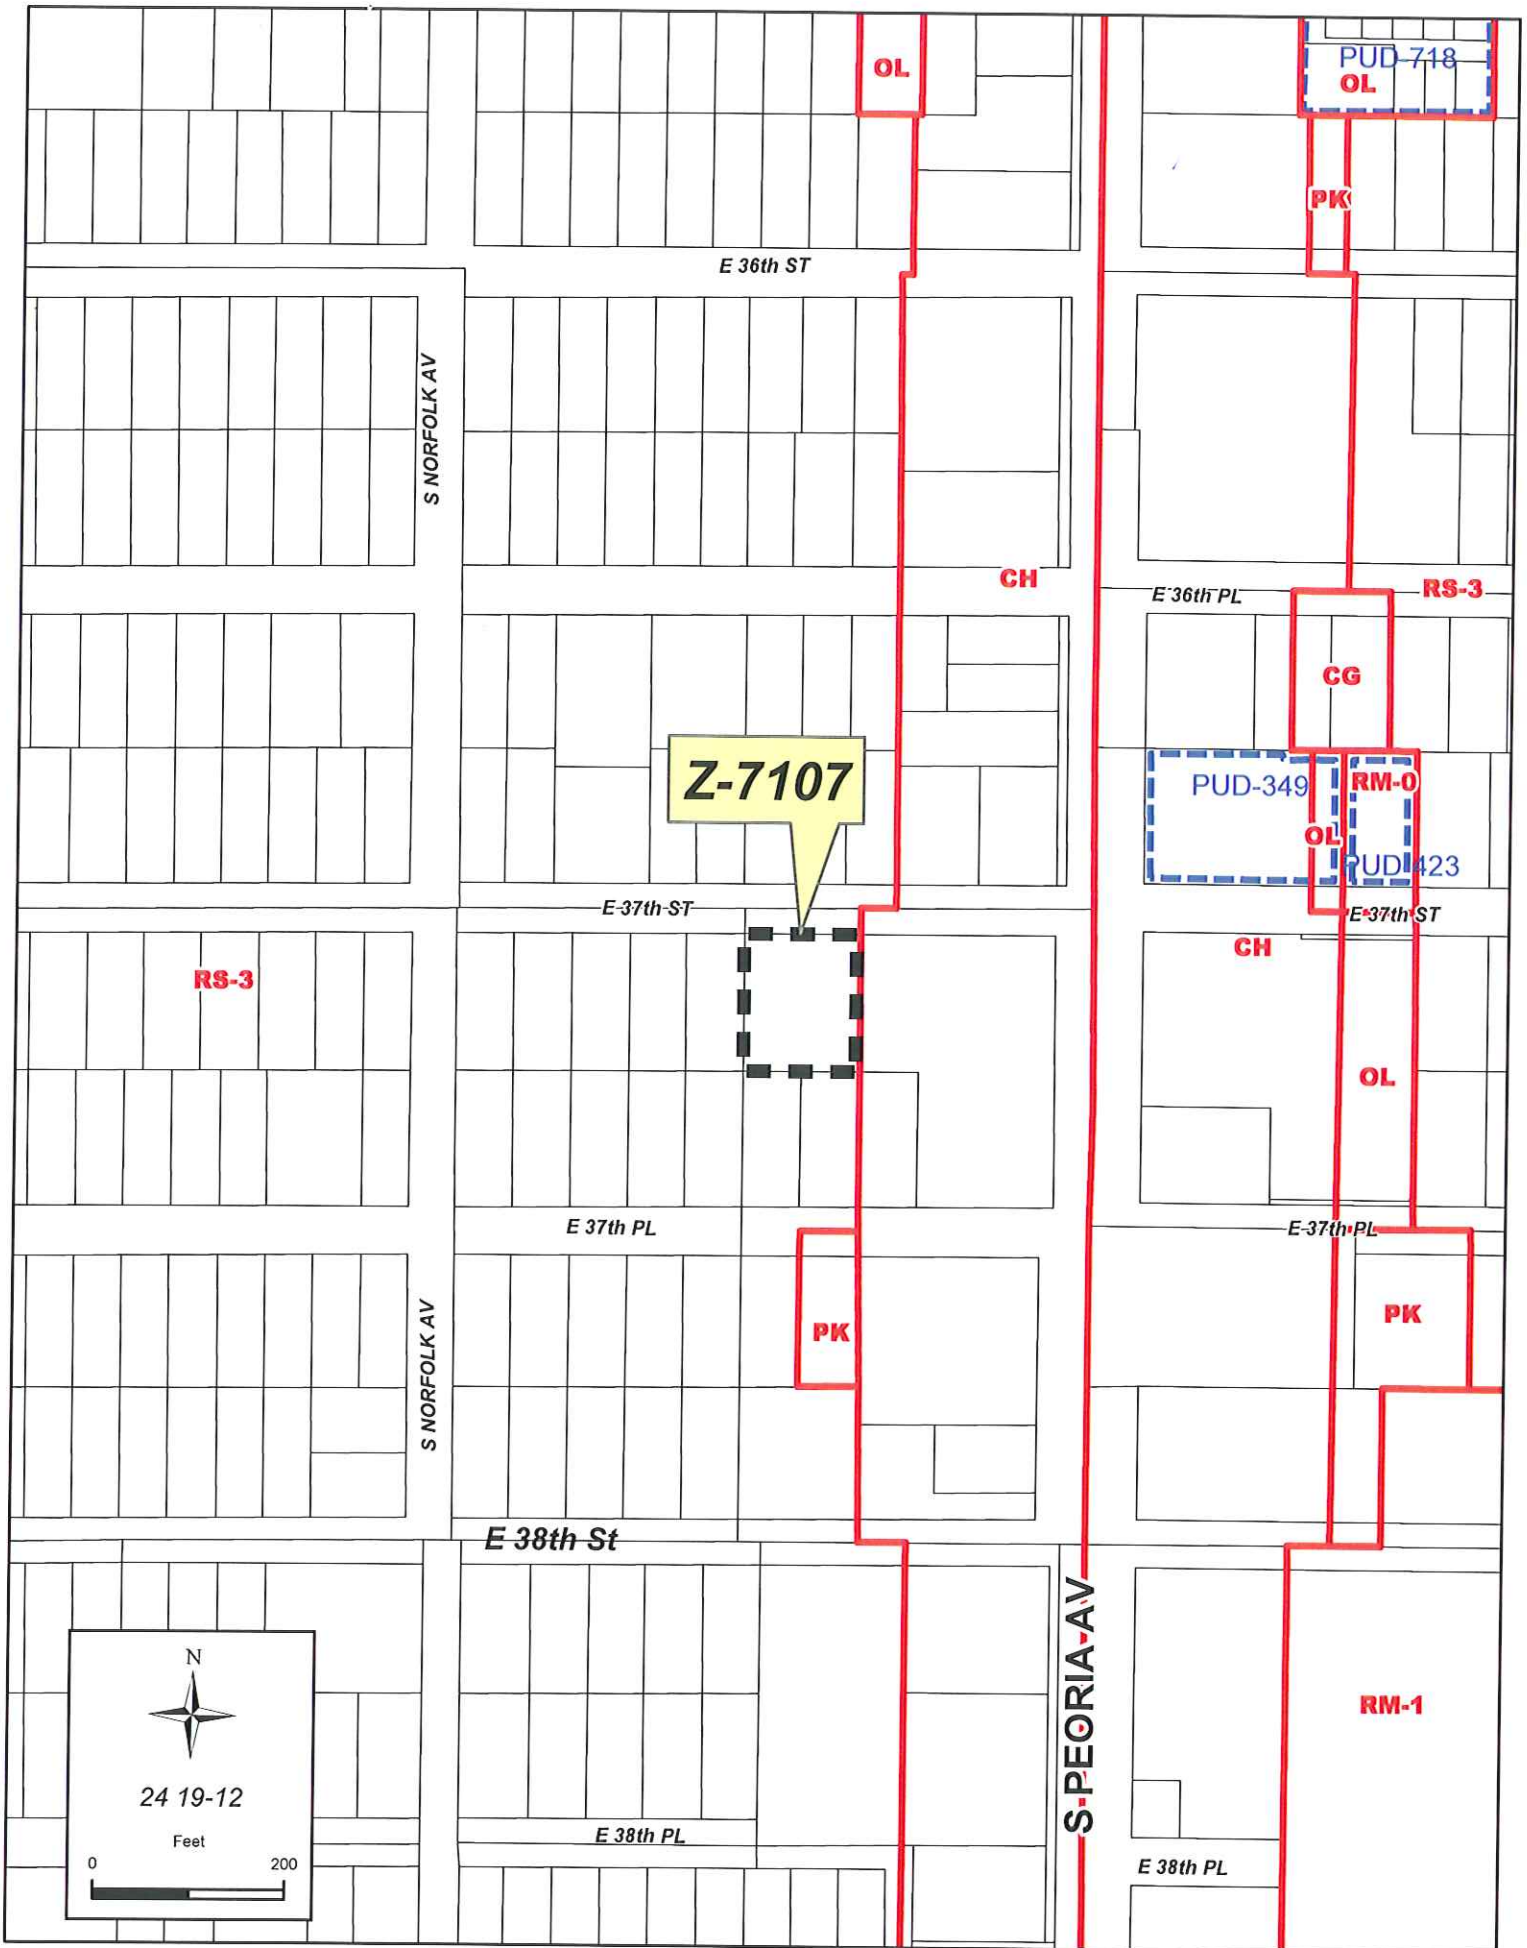 OL
PUD-718
OL
PK
E 36th ST
S NORFOLK AV
CH
E 36th PL
RS-3
CG
Z-7107
PUD-349
RM-0
OL
PUD-423
E 37th ST
E 37th ST
CH
RS-3
OL
E 37th PL
E 37th PL
PK
PK
S NORFOLK AV
E 38th St
S PEORIA AV
N
RM-1
24 19-12
Feet
0 200
E 38th PL
E 38th PL